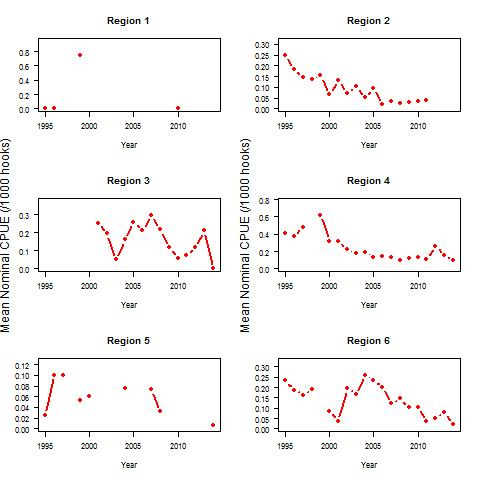 Region 1
0.8
0.6
0.4
0.2
0.0
1995 2000 2005 2010
Year
Region 2
0.30
0.25
0.20
0.15
0.10
0.05
0.00
1995 2000 2005 2010
Year
Mean Nominal CPUE (/1000 hooks)
Region 3
0.3
0.2
0.1
0.0
1995 2000 2005 2010
Year
Mean Nominal CPUE (/1000 hooks)
Region 4
0.8
0.6
0.4
0.2
0.0
1995 2000 2005 2010
Year
Region 5
0.12
0.10
0.08
0.06
0.04
0.02
0.00
1995 2000 2005 2010
Year
Region 6
0.30
0.25
0.20
0.15
0.10
0.05
0.00
1995 2000 2005 2010
Year